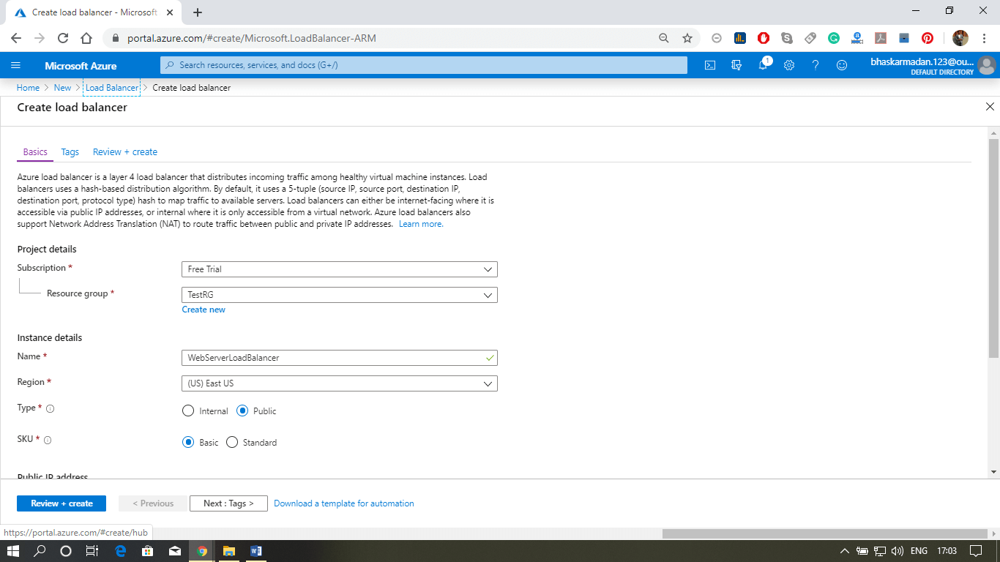 Create load balancer - Microsoft
portal.azure.com/#create/Microsoft.LoadBalancer-ARM
Microsoft Azure
Search resources, services, and docs (G+/)
1
bhaskarmadan.123@ou...
DEFAULT DIRECTORY
Home > New > Load Balancer > Create load balancer
Create load balancer
Basics Tags Review + create
Azure load balancer is a layer 4 load balancer that distributes incoming traffic among healthy virtual machine instances. Load
balancers uses a hash-based distribution algorithm. By default, it uses a 5-tuple (source IP, source port, destination IP,
destination port, protocol type) hash to map traffic to available servers. Load balancers can either be internet-facing where it is
accessible via public IP addresses, or internal where it is only accessible from a virtual network. Azure load balancers also
support Network Address Translation (NAT) to route traffic between public and private IP addresses. Learn more.
Project details
Subscription * Free Trial
Resource group * TestRG
Create new
Instance details
Name * WebServerLoadBalancer
Region * (US) East US
Type * Internal Public
SKU * Basic Standard
Public IP address
Review + create < Previous Next : Tags > Download a template for automation
https://portal.azure.com/#create/hub
ENG 17:03